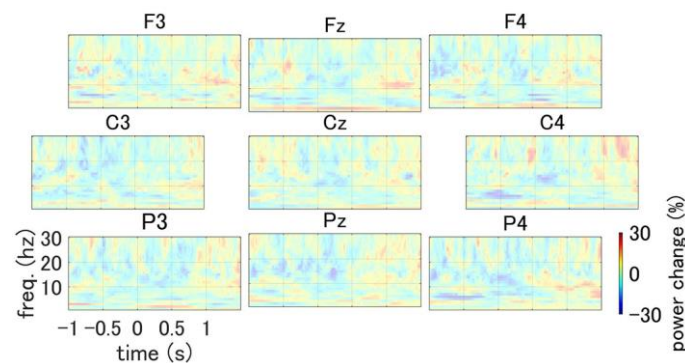 F3 Fz F4
C3 Cz C4
P3 Pz P4
freq. (hz)
30
20
10
-1 -0.5 0 0.5 1
time (s)
30
0
-30
power change (%)